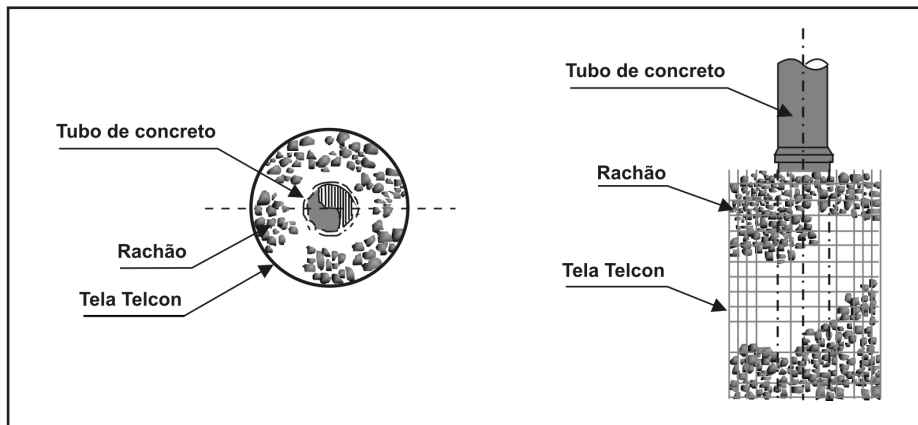 Tubo de concreto
Rachão
Tela Telcon
Tubo de concreto
Rachão
Tela Telcon